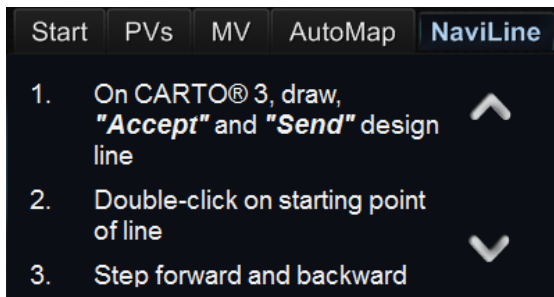 Start PVs MV AutoMap NaviLine
1. On CARTO® 3, draw,
"Accept" and "Send" design
line
2. Double-click on starting point
of line
3. Step forward and backward